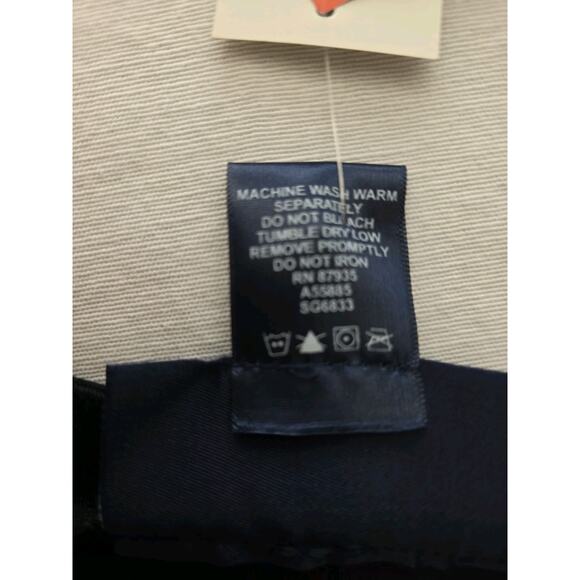 MACHINE WASH WARM
SEPARATELY
DO NOT BLEACH
TUMBLE DRY LOW
REMOVE PROMPTLY
DO NOT IRON
RN 87935
A55885
SG6833